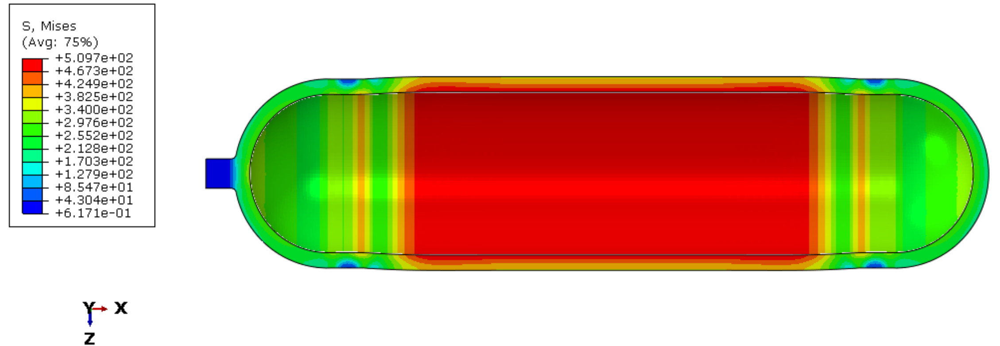 S, Mises
(Avg: 75%)
+5.097e+02
+4.673e+02
+4.249e+02
+3.825e+02
+3.400e+02
+2.976e+02
+2.552e+02
+2.128e+02
+1.703e+02
+1.279e+02
+8.547e+01
+4.304e+01
+6.171e-01
Y X
Z